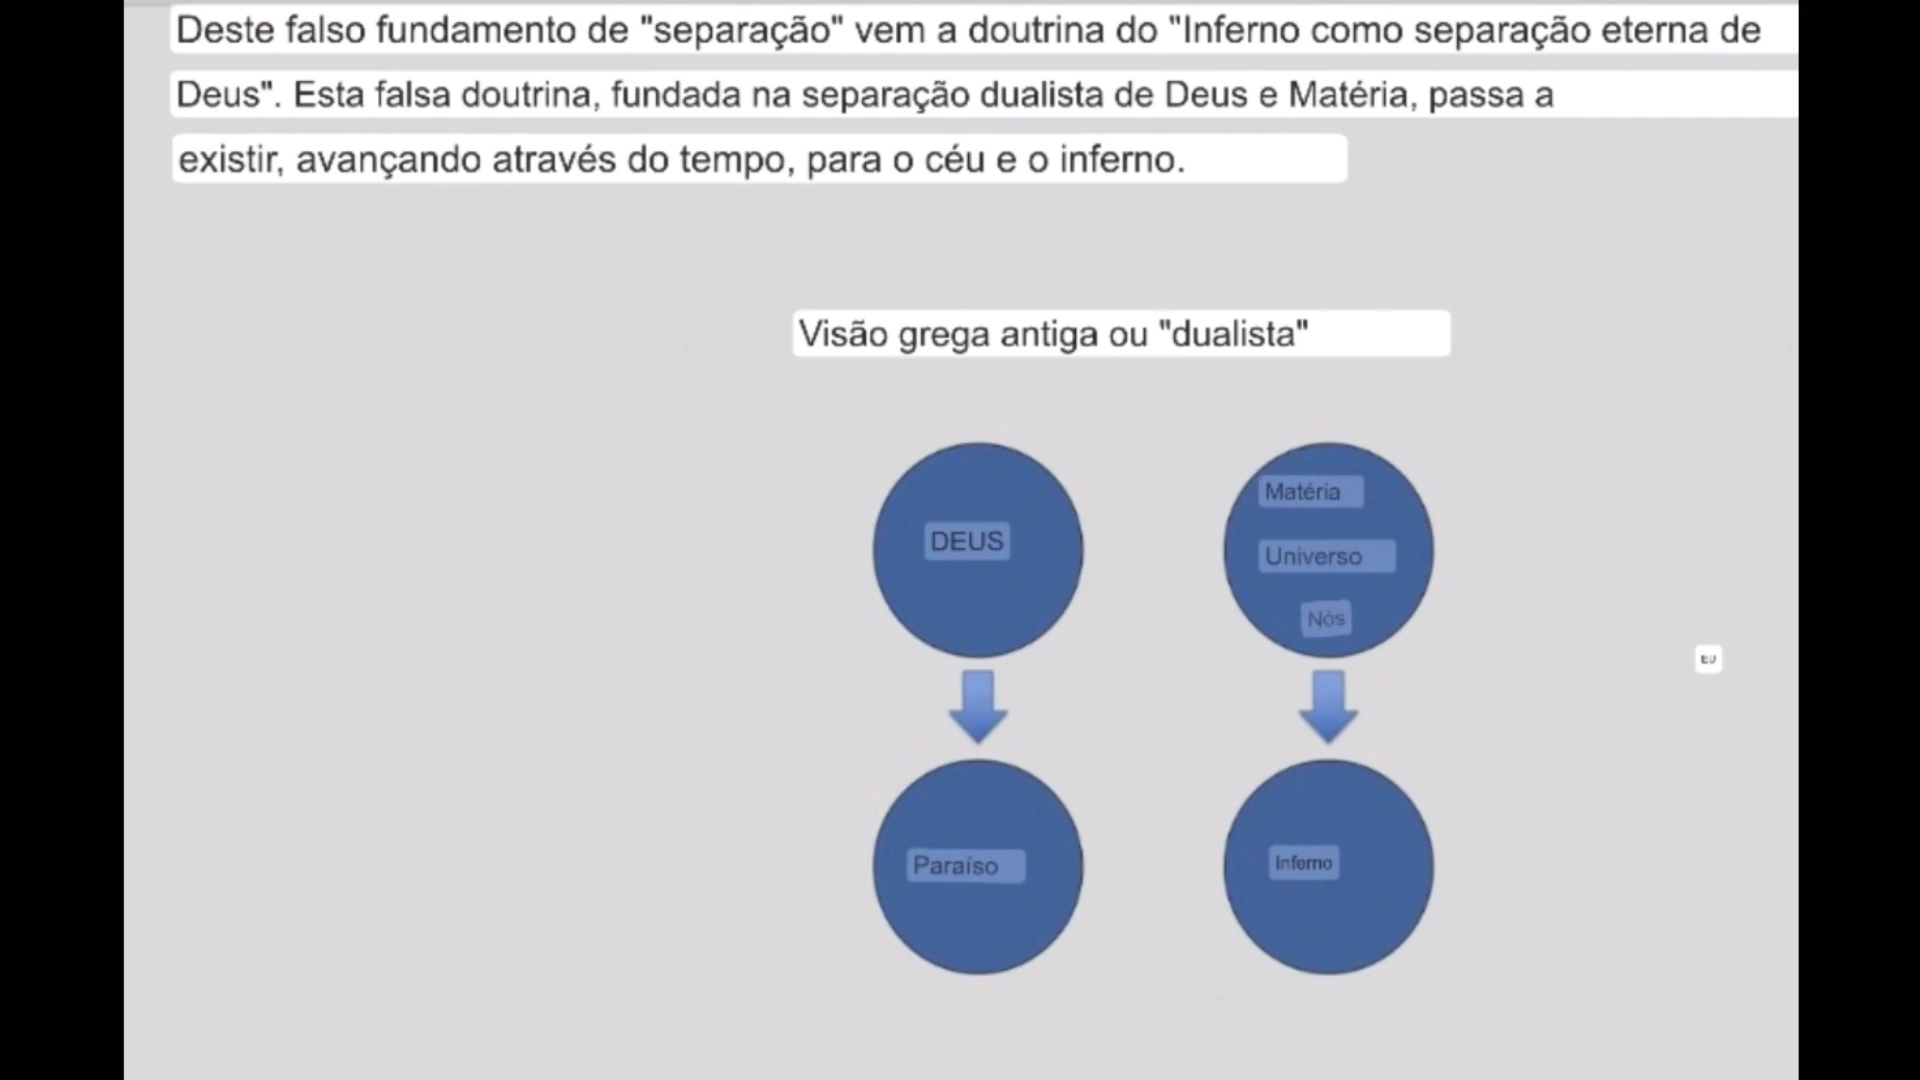 Deste falso fundamento de "separação" vem a doutrina do "Inferno como separação eterna de
Deus". Esta falsa doutrina, fundada na separação dualista de Deus e Matéria, passa a
existir, avançando através do tempo, para o céu e o inferno.
Visão grega antiga ou "dualista"
DEUS
Matéria
Universo
Nós
EU
Paraíso
Inferno